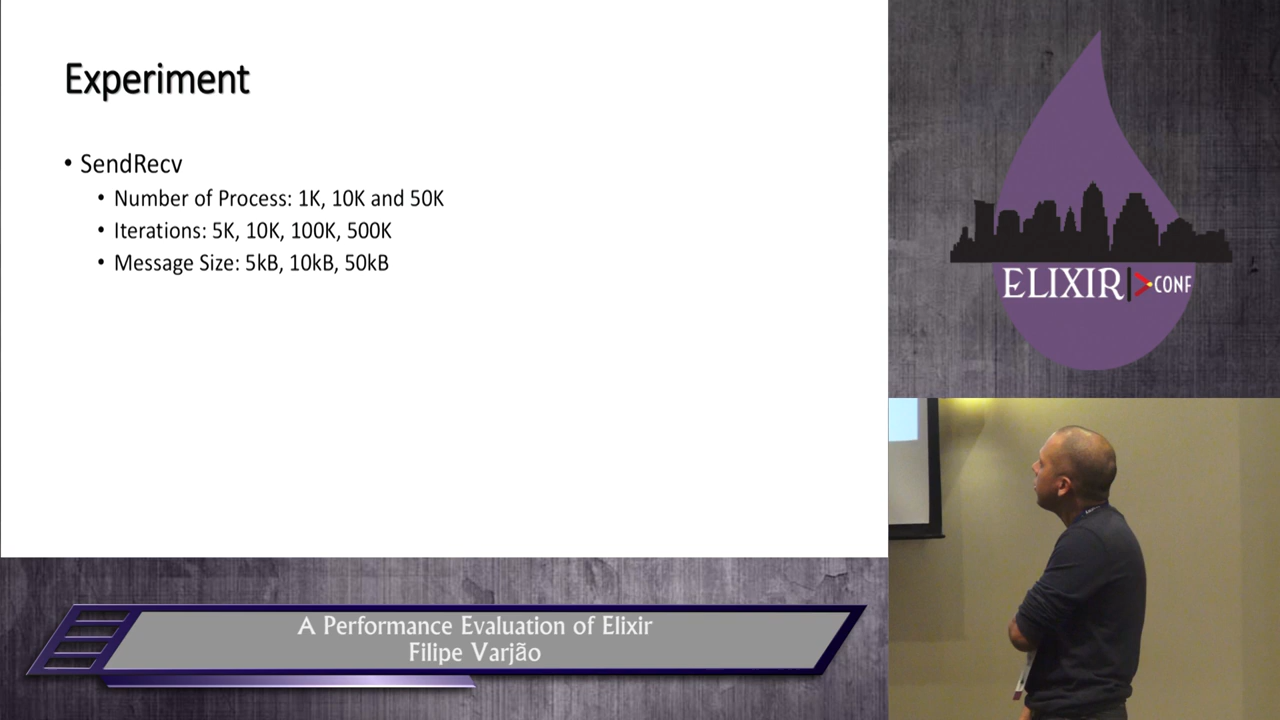 Experiment
• SendRecv
• Number of Process: 1K, 10K and 50K
• Iterations: 5K, 10K, 100K, 500K
• Message Size: 5kB, 10kB, 50kB
ELIXIR|>CONF
A Performance Evaluation of Elixir
Filipe Varjão